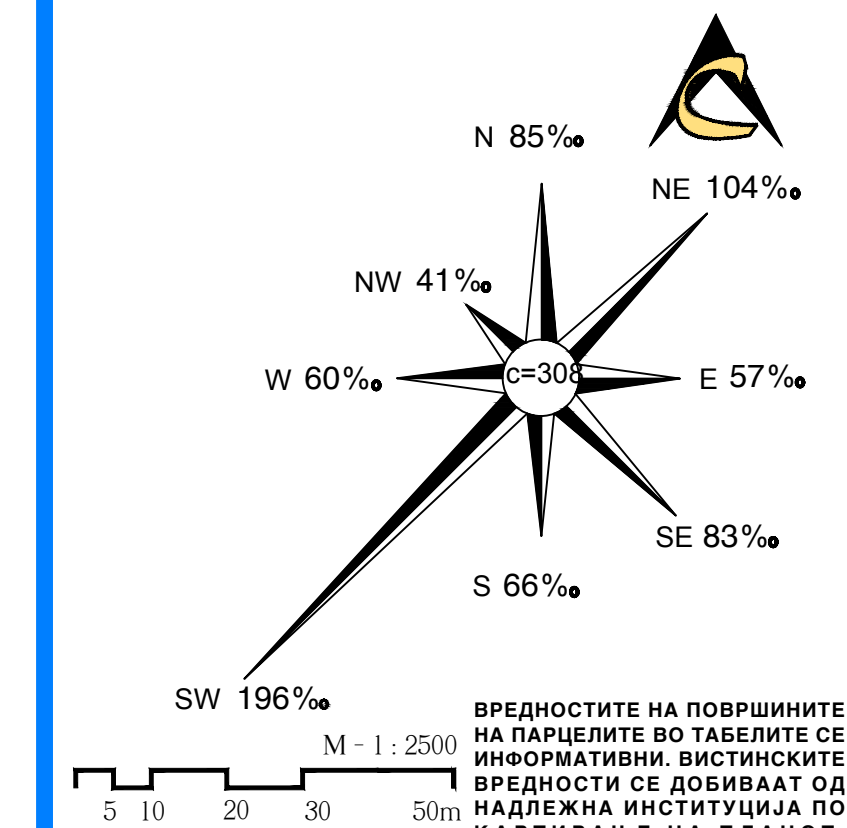 N 85‰
NE 104‰
NW 41‰
W 60‰
c=308
E 57‰
SE 83‰
S 66‰
SW 196‰
М - 1 : 2500
5 10 20 30 50m
ВРЕДНОСТИТЕ НА ПОВРШИНИТЕ
НА ПАРЦЕЛИТЕ ВО ТАБЕЛИТЕ СЕ
ИНФОРМАТИВНИ. ВИСТИНСКИТЕ
ВРЕДНОСТИ СЕ ДОБИВААТ ОД
НАДЛЕЖНА ИНСТИТУЦИЈА ПО